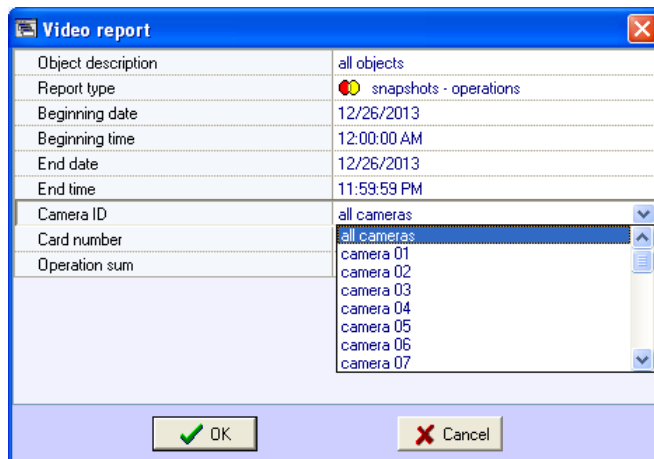 Video report
Object description all objects
Report type snapshots - operations
Beginning date 12/26/2013
Beginning time 12:00:00 AM
End date 12/26/2013
End time 11:59:59 PM
Camera ID all cameras
Card number all cameras
camera 01
Operation sum camera 02
camera 03
camera 04
camera 05
camera 06
camera 07
OK Cancel